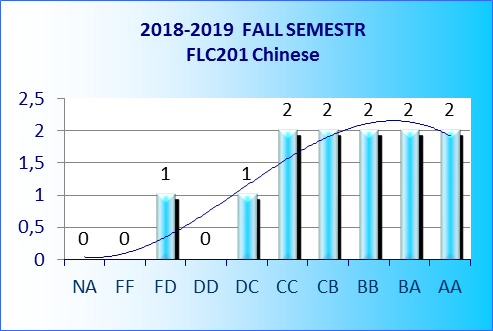 2018-2019 FALL SEMESTR
FLC201 Chinese
2,5
2
1,5
1
0,5
0
0 0 1 0 1 2 2 2 2 2
NA FF FD DD DC CC CB BB BA AA